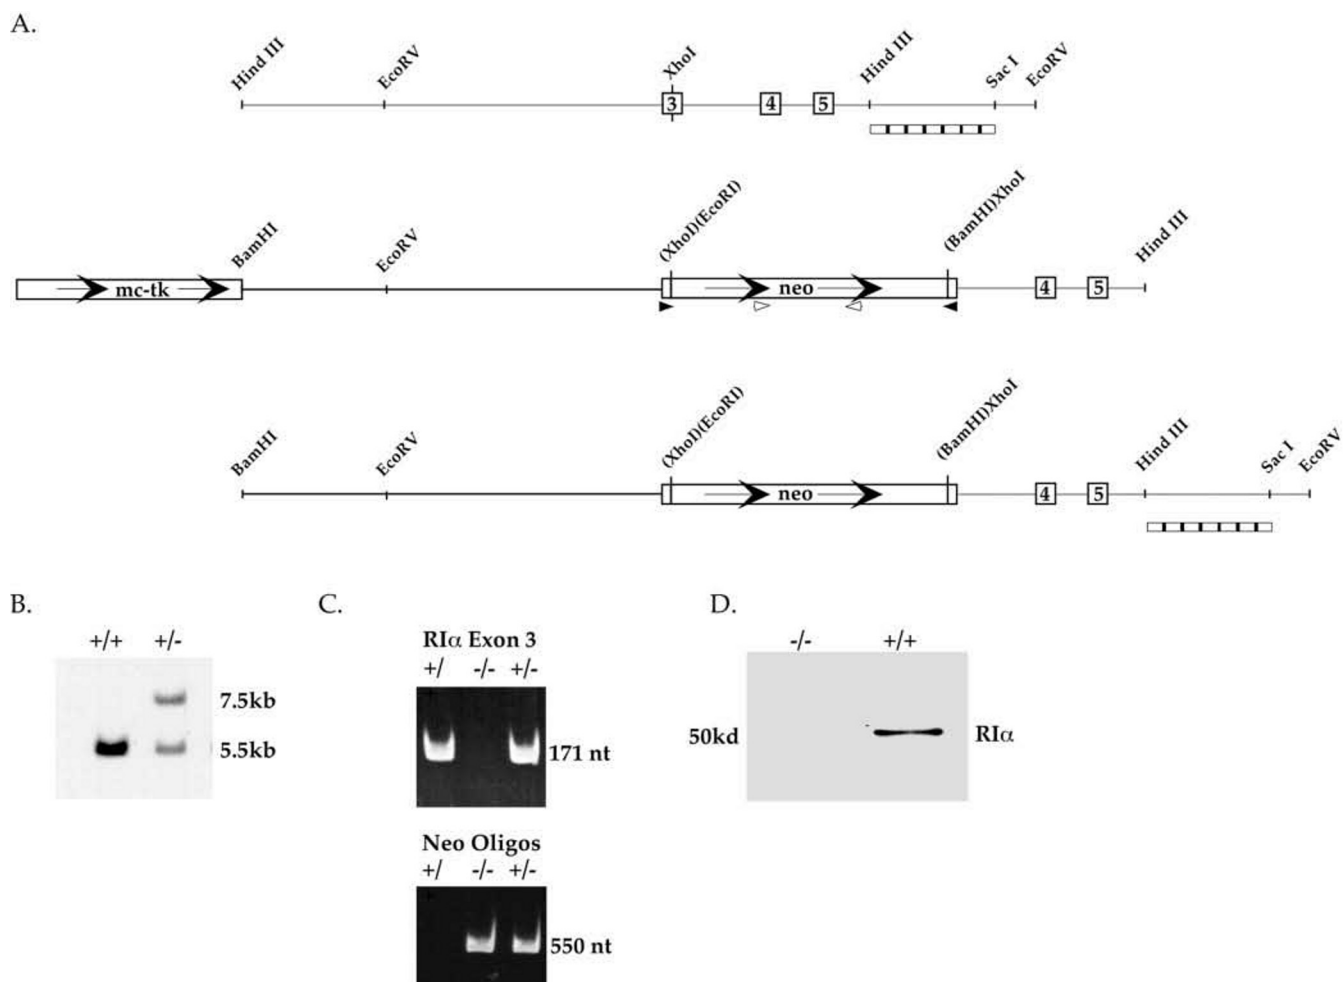 A.
Hind III EcoRV XhoI Hind III Sac I EcoRV
3 4 5
BamHI EcoRV (XhoI)(EcoRI) (BamHI)XhoI Hind III
mc-tk neo 4 5
BamHI EcoRV (XhoI)(EcoRI) (BamHI)XhoI Hind III Sac I EcoRV
neo 4 5
B.
+/+ +/-
7.5kb
5.5kb
C.
RIα Exon 3
+/ -/- +/-
+
171 nt
Neo Oligos
+/ -/- +/-
+
550 nt
D.
-/- +/+
50kd RIα